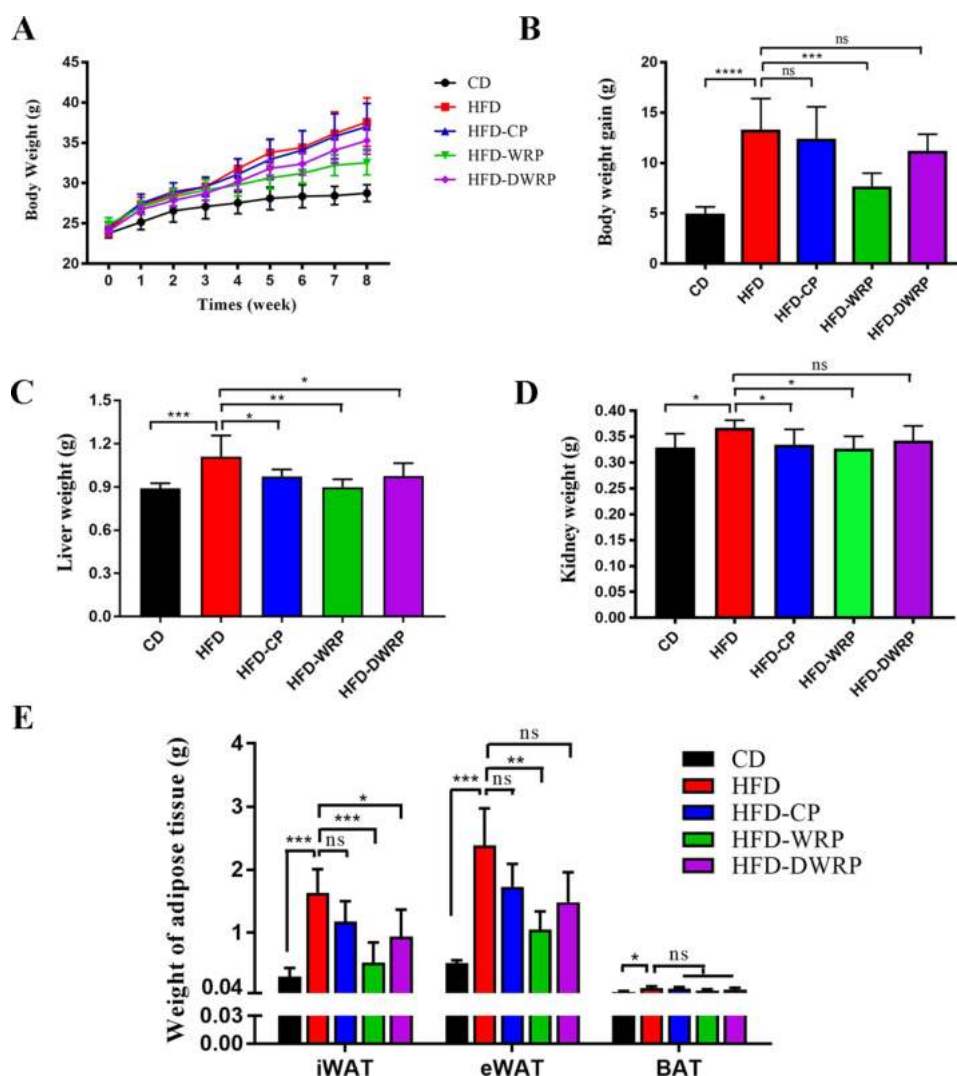 A
Body Weight (g)
45
40
35
30
25
20
0 1 2 3 4 5 6 7 8
Times (week)
CD
HFD
HFD-CP
HFD-WRP
HFD-DWRP
B
Body weight gain (g)
20
15
10
5
0
ns
***
**** ns
CD HFD HFD-CP HFD-WRP HFD-DWRP
C
Liver weight (g)
1.5
1.2
0.9
0.6
0.3
0.0
*
**
*** *
CD HFD HFD-CP HFD-WRP HFD-DWRP
D
Kidney weight (g)
0.40
0.35
0.30
0.35
0.20
0.15
0.10
0.05
0.00
ns
*
* *
CD HFD HFD-CP HFD-WRP HFD-DWRP
E
Weight of adipose tissue (g)
4
3
2
1
0.04
0.03
0.00
*
***
*** ns
ns
**
*** ns
* ns
iWAT eWAT BAT
CD
HFD
HFD-CP
HFD-WRP
HFD-DWRP